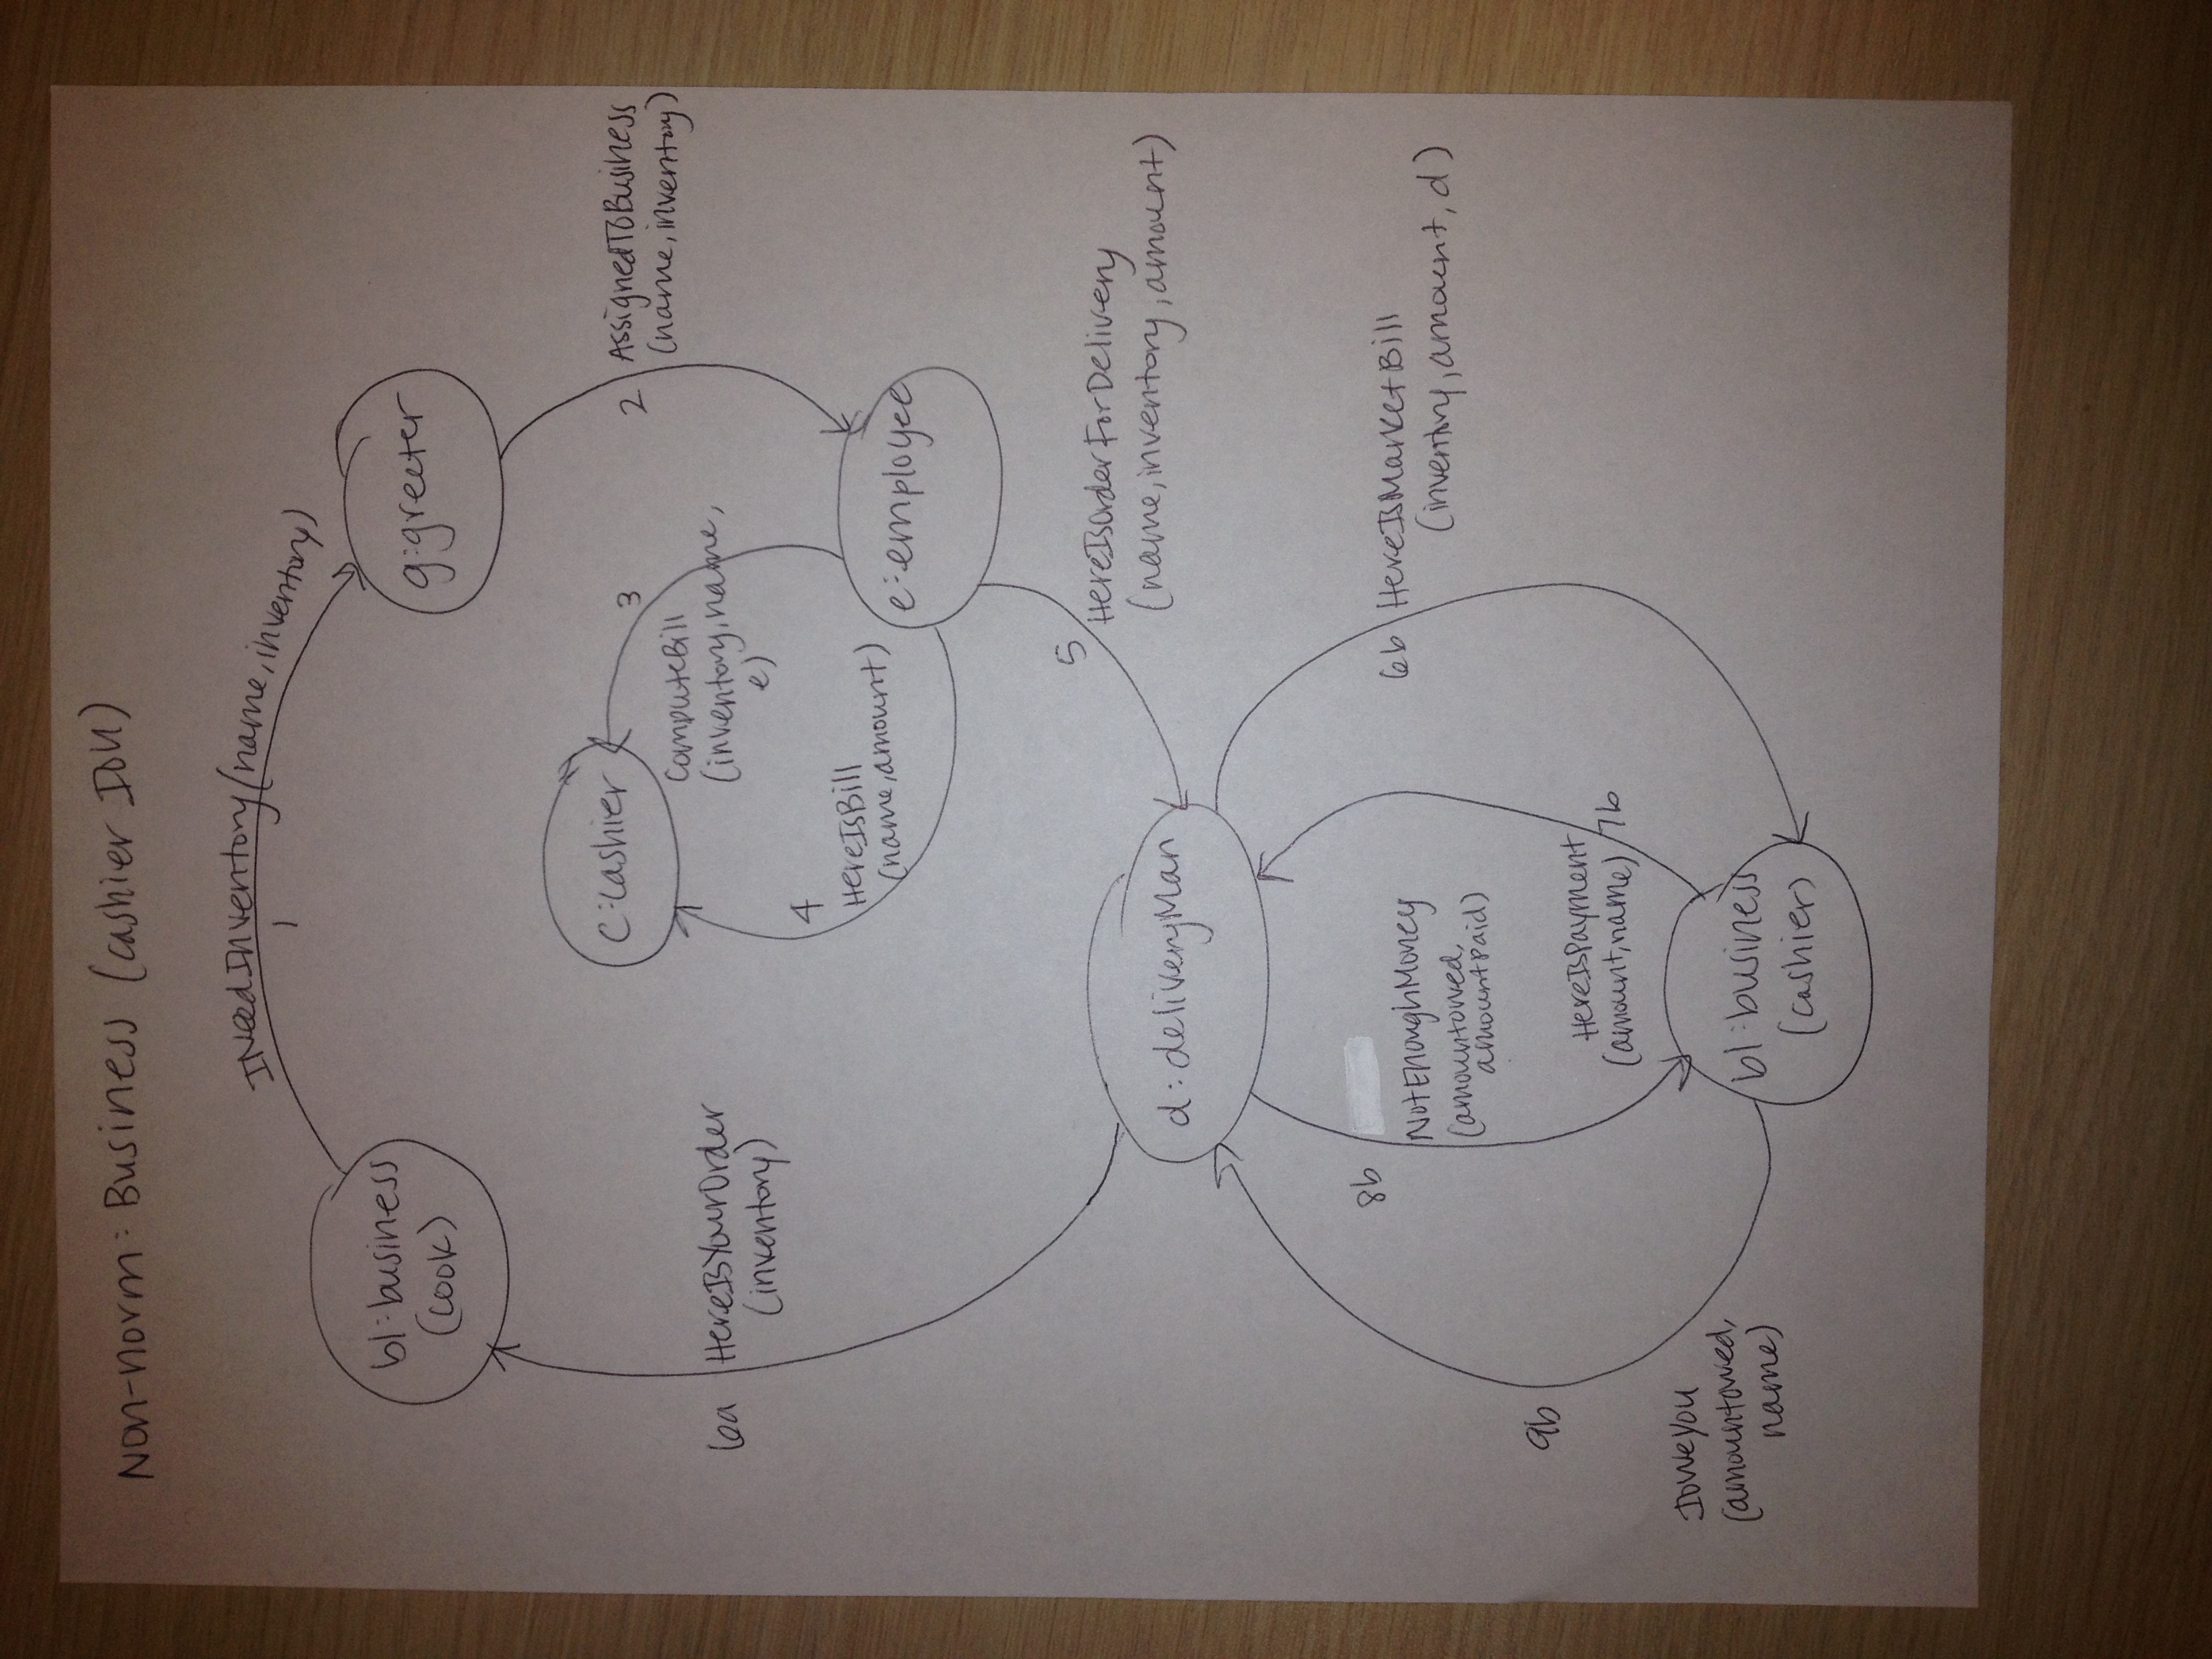 Non-norm: Business (cashier IOU)
INeedInventory(name,inventory)
1
b1:business
(cook)
g:greeter
c:cashier
3
2
AssignedToBusiness
(name,inventory)
ComputeBill
(inventory,name,
e)
6a
HereIsYourOrder
(inventory)
4
HereIsBill
(name,amount)
e:employee
5
HereIsOrderForDelivery
(name,inventory,amount)
d:deliveryMan
8b
NotEnoughMoney
(amountowed,
amountPaid)
6b
HereIsMarketBill
(inventory,amount,d)
9b
HereIsPayment
(amount,name)
7b
IOweYou
(amountowed,
name)
b1:business
(cashier)